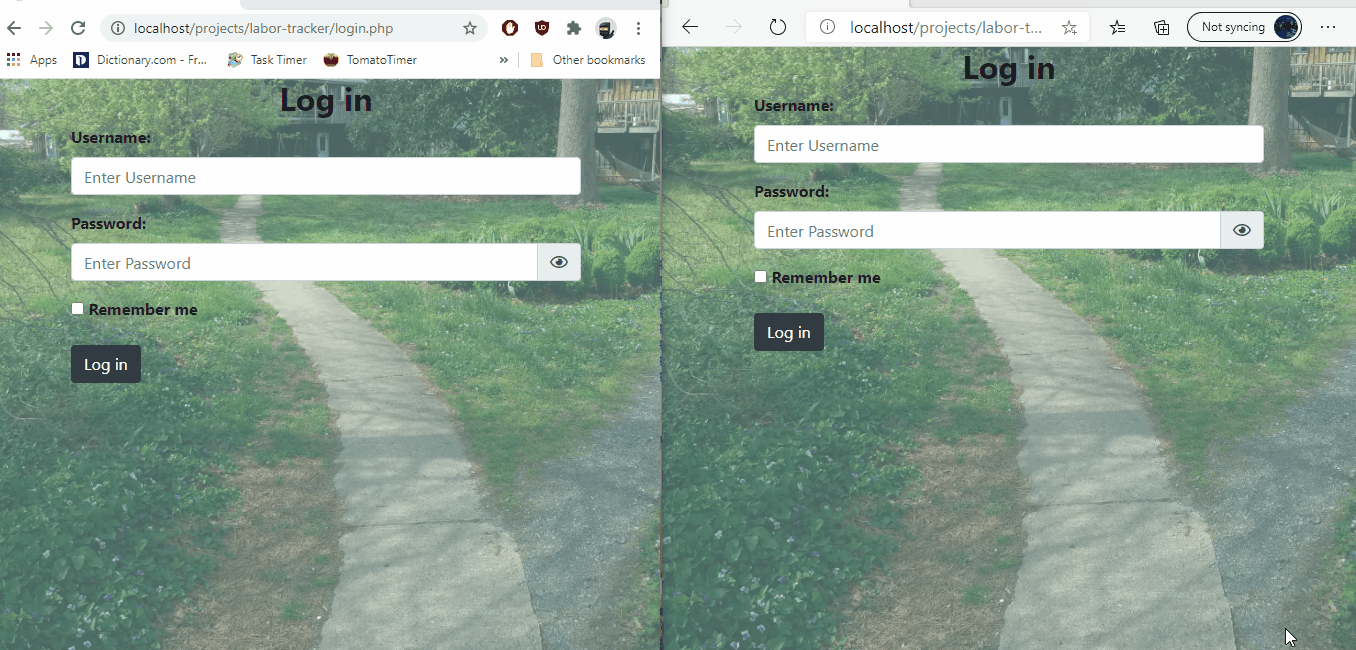 localhost/projects/labor-tracker/login.php
Apps Dictionary.com - Fr... Task Timer TomatoTimer » Other bookmarks
Log in
Username:
Enter Username
Password:
Enter Password
Remember me
Log in
localhost/projects/labor-t... Not syncing
Log in
Username:
Enter Username
Password:
Enter Password
Remember me
Log in